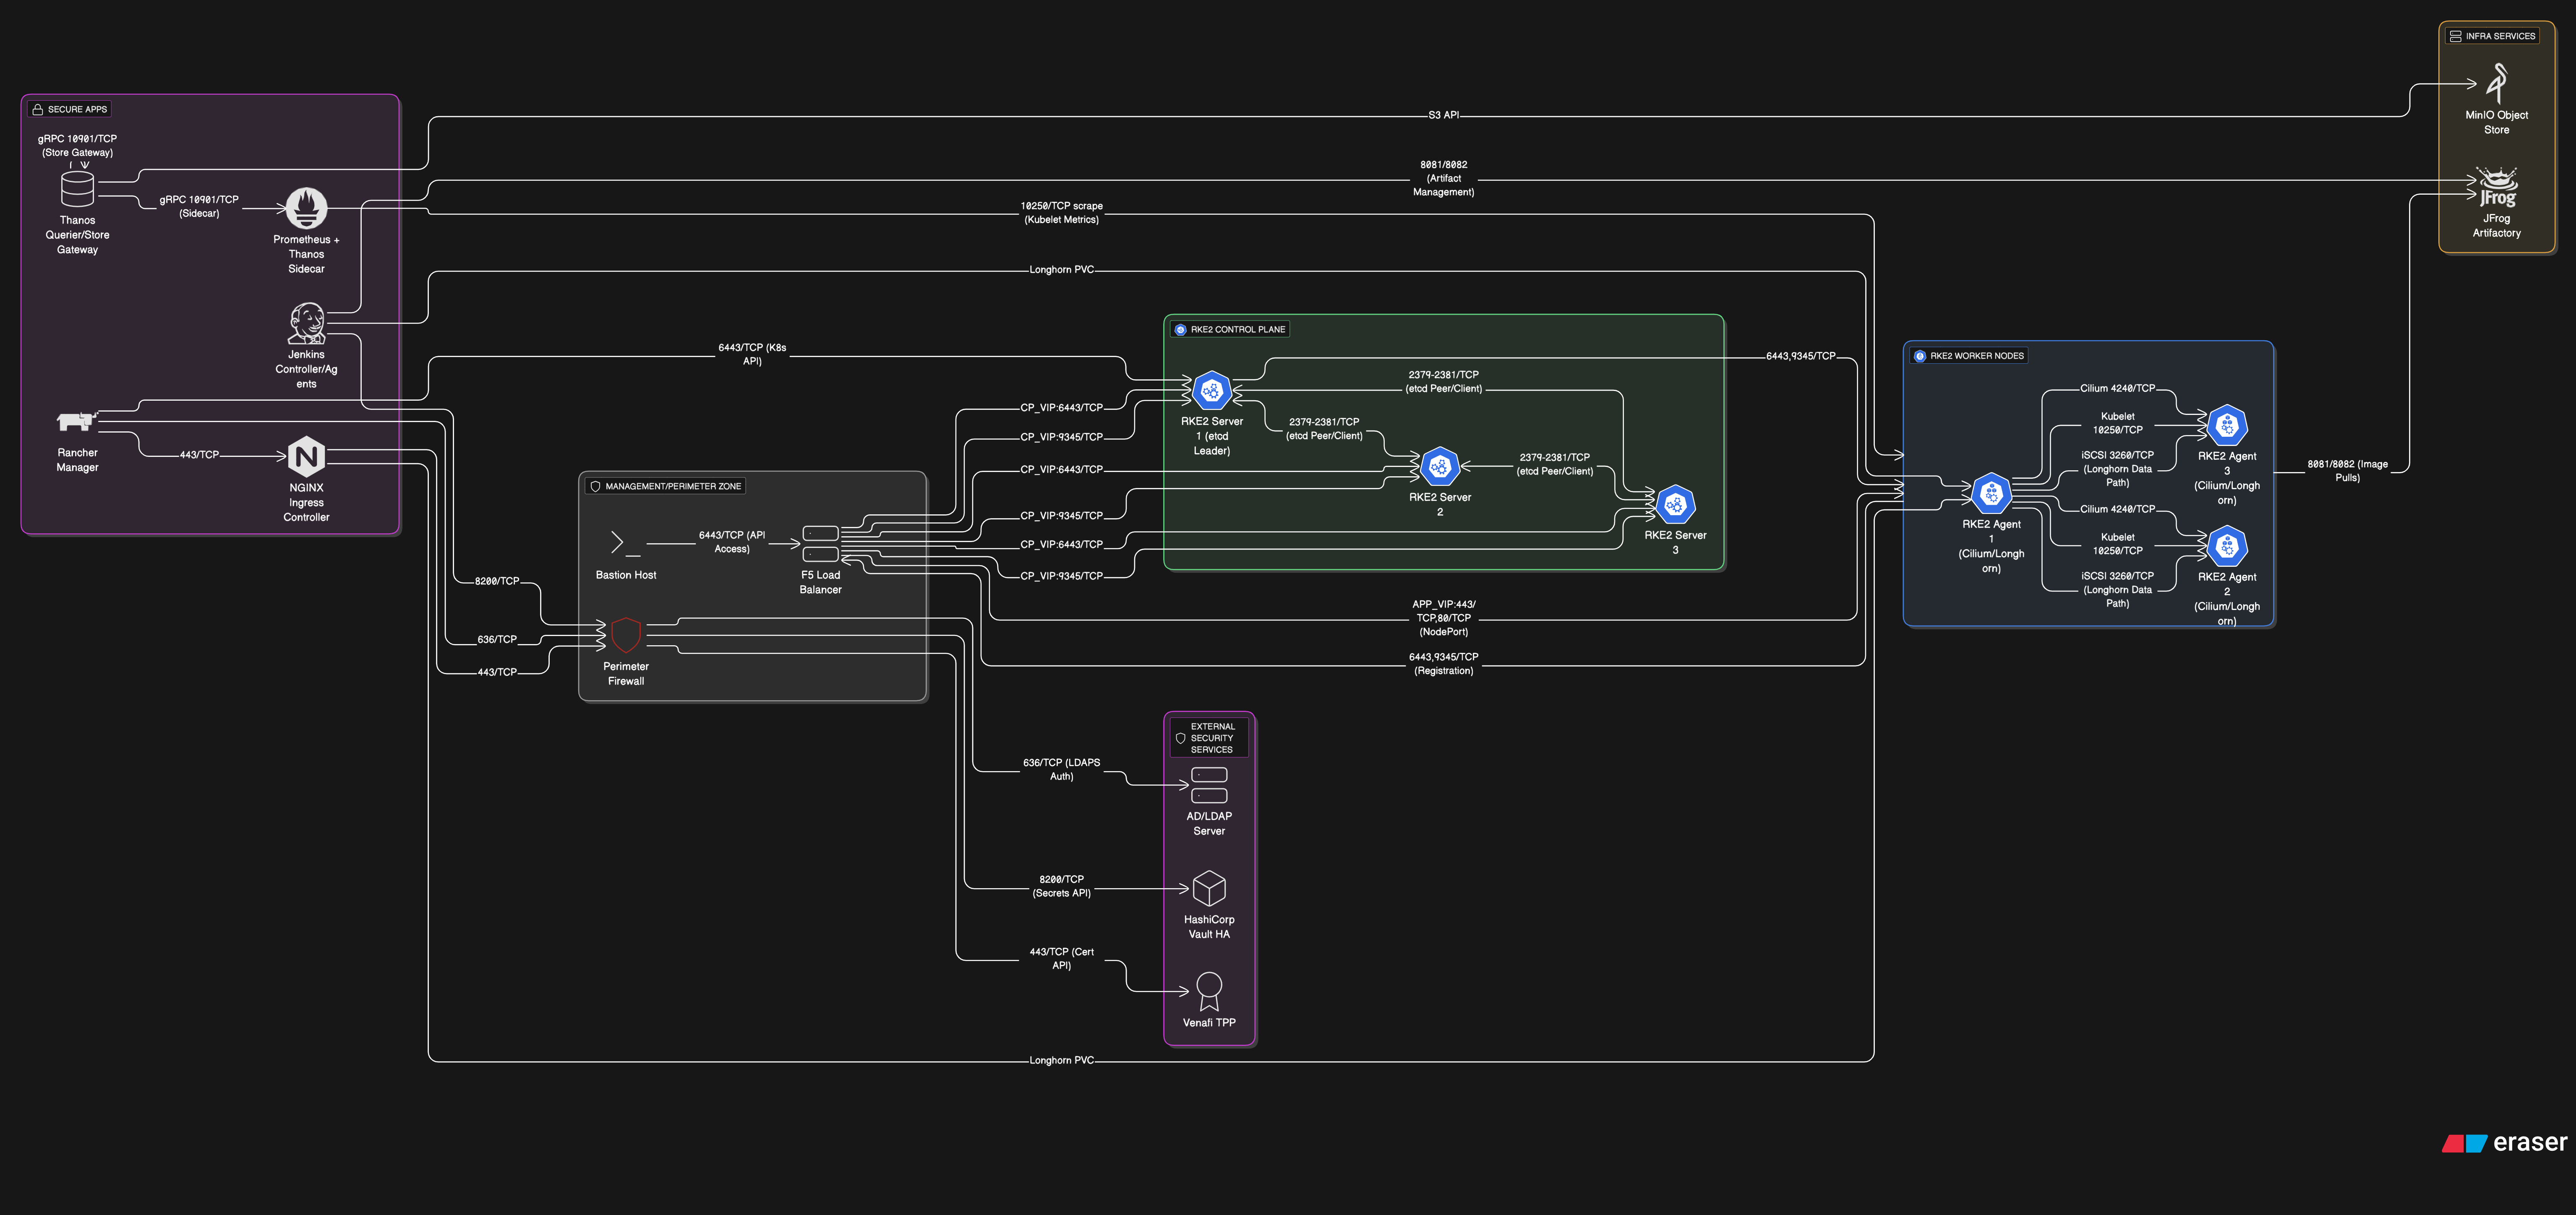 INFRA SERVICES
MinIO Object
Store
JFrog
JFrog
Artifactory
SECURE APPS
gRPC 10901/TCP
(Store Gateway)
Thanos
Querier/Store
Gateway
gRPC 10901/TCP
(Sidecar)
Prometheus +
Thanos
Sidecar
Jenkins
Controller/Ag
ents
Rancher
Manager
443/TCP
N
NGINX
Ingress
Controller
S3 API
8081/8082
(Artifact
Management)
10250/TCP scrape
(Kubelet Metrics)
Longhorn PVC
6443/TCP (K8s
API)
8200/TCP
636/TCP
443/TCP
MANAGEMENT/PERIMETER ZONE
Bastion Host
6443/TCP (API
Access)
F5 Load
Balancer
Perimeter
Firewall
CP_VIP:6443/TCP
CP_VIP:9345/TCP
CP_VIP:6443/TCP
CP_VIP:9345/TCP
CP_VIP:6443/TCP
CP_VIP:9345/TCP
RKE2 CONTROL PLANE
RKE2 Server
1 (etcd
Leader)
2379-2381/TCP
(etcd Peer/Client)
2379-2381/TCP
(etcd Peer/Client)
RKE2 Server
2
2379-2381/TCP
(etcd Peer/Client)
RKE2 Server
3
6443,9345/TCP
APP_VIP:443/
TCP,80/TCP
(NodePort)
6443,9345/TCP
(Registration)
RKE2 WORKER NODES
RKE2 Agent
1
(Cilium/Longh
orn)
Cilium 4240/TCP
Kubelet
10250/TCP
iSCSI 3260/TCP
(Longhorn Data
Path)
Cilium 4240/TCP
Kubelet
10250/TCP
iSCSI 3260/TCP
(Longhorn Data
Path)
RKE2 Agent
3
(Cilium/Longh
orn)
RKE2 Agent
2
(Cilium/Longh
orn)
8081/8082 (Image
Pulls)
EXTERNAL
SECURITY
SERVICES
636/TCP (LDAPS
Auth)
AD/LDAP
Server
8200/TCP
(Secrets API)
HashiCorp
Vault HA
443/TCP (Cert
API)
Venafi TPP
Longhorn PVC
eraser